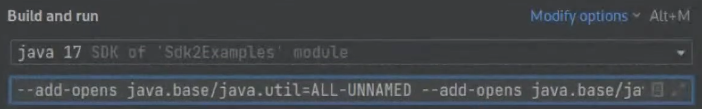 Build and run
Modify options Alt+M
java 17 SDK of 'Sdk2Examples' module
--add-opens java.base/java.util=ALL-UNNAMED --add-opens java.base/ja